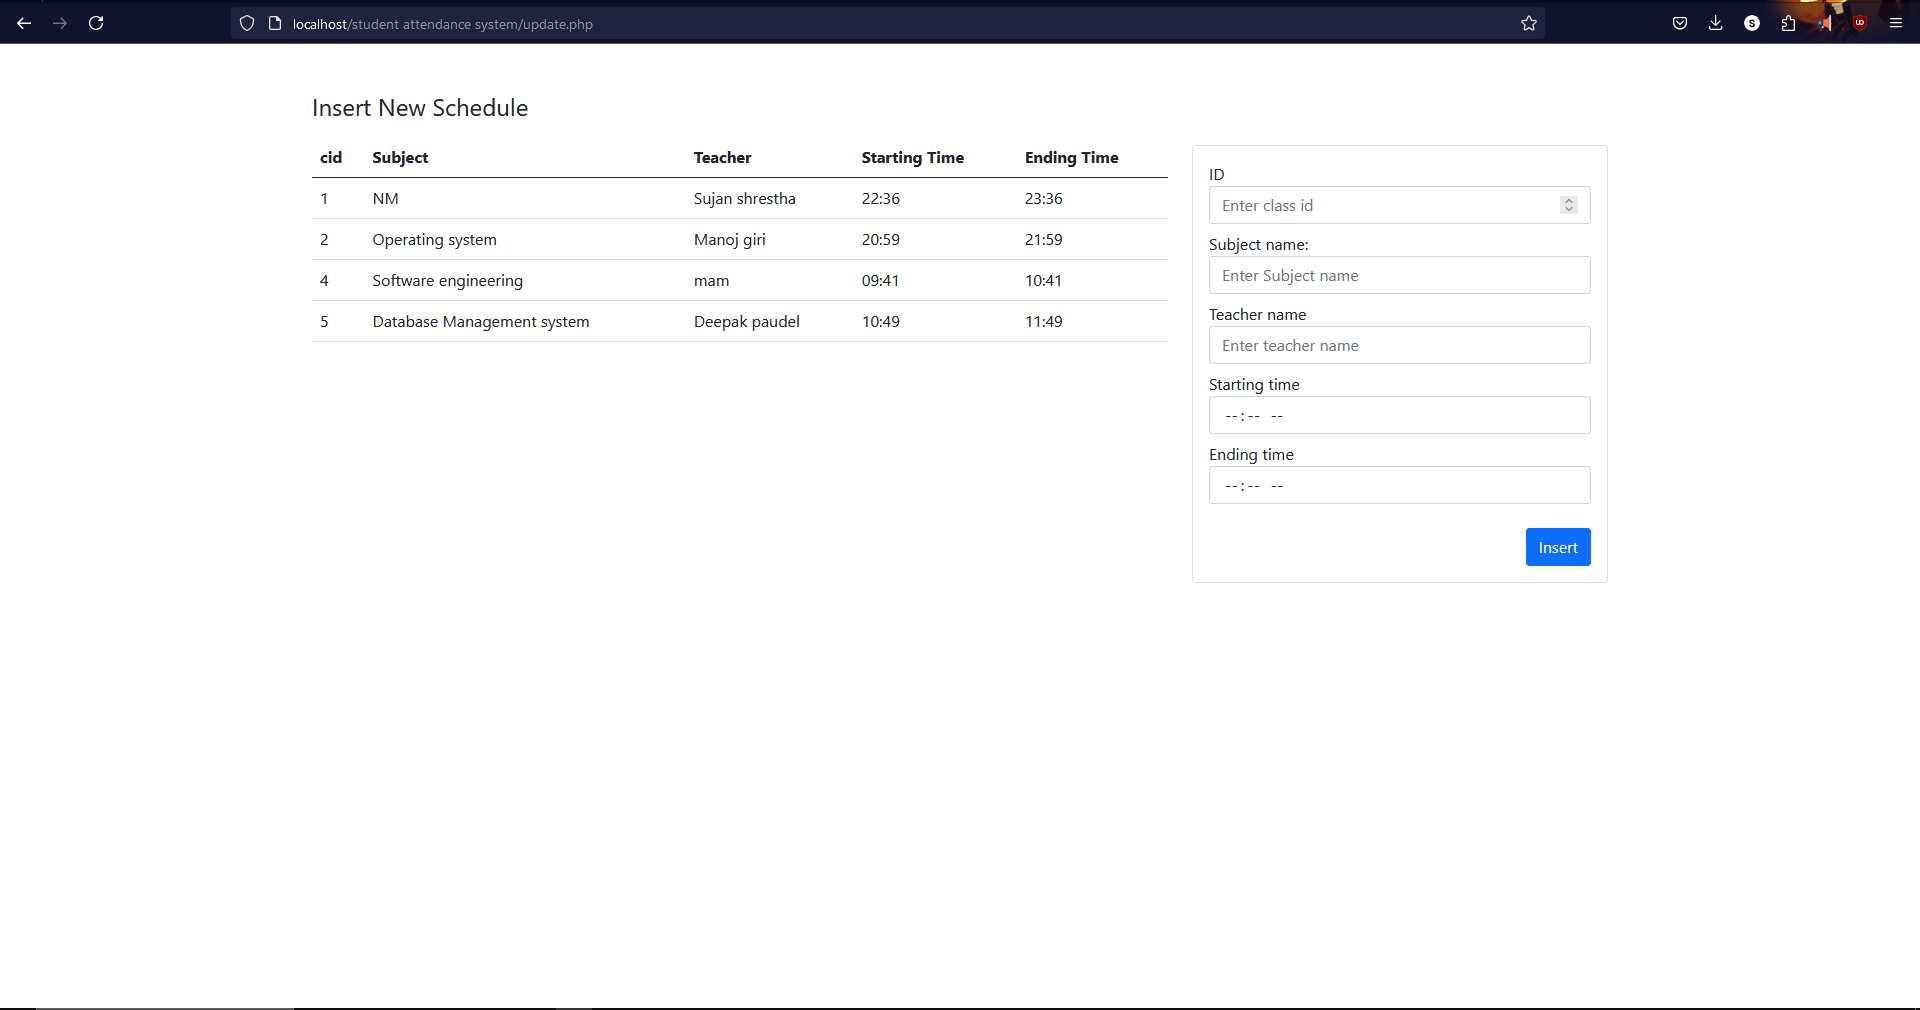 localhost/student attendance system/update.php
S
UD
Insert New Schedule
cid Subject Teacher Starting Time Ending Time
1 NM Sujan shrestha 22:36 23:36
2 Operating system Manoj giri 20:59 21:59
4 Software engineering mam 09:41 10:41
5 Database Management system Deepak paudel 10:49 11:49
ID
Enter class id
Subject name:
Enter Subject name
Teacher name
Enter teacher name
Starting time
--:-- --
Ending time
--:-- --
Insert